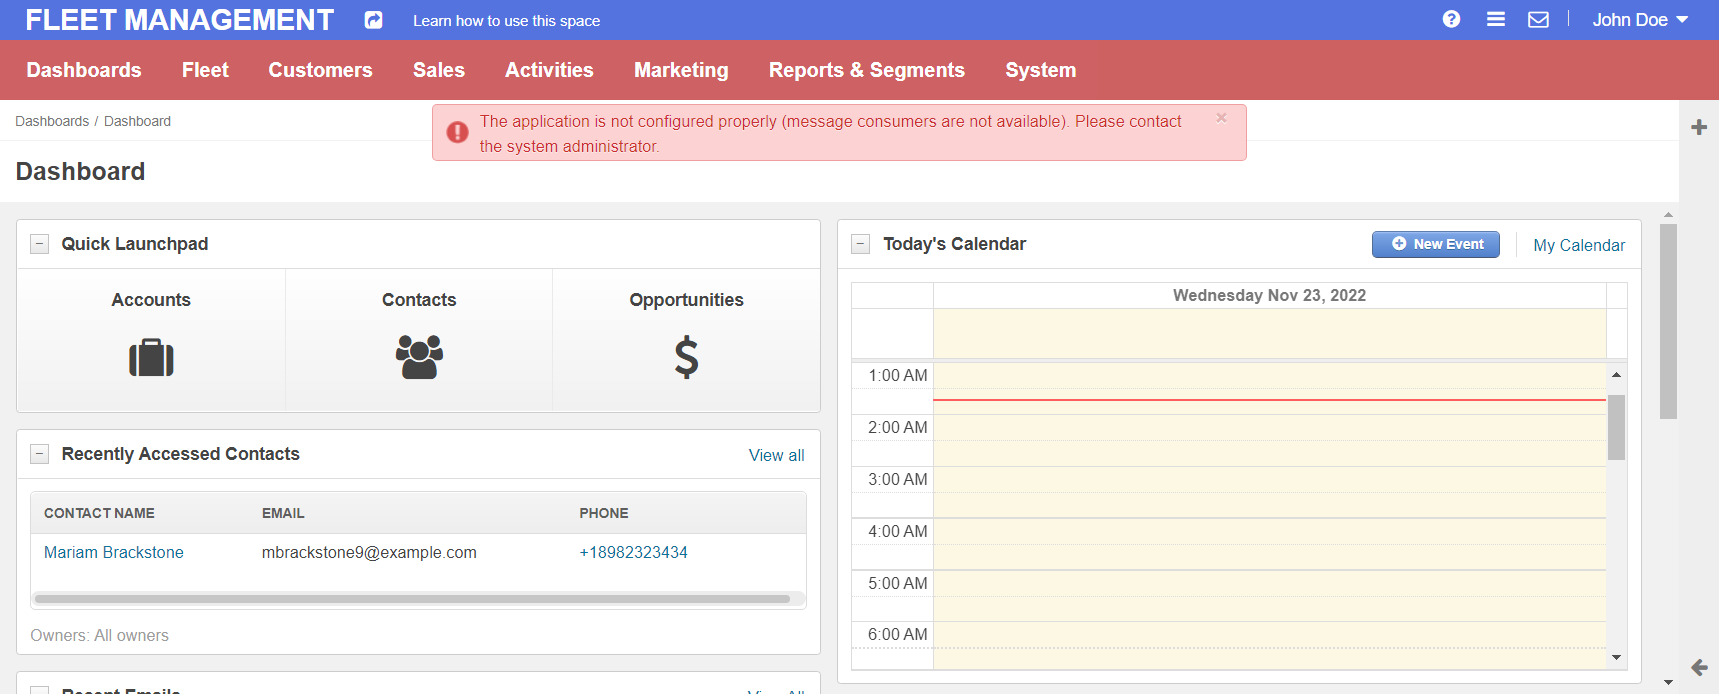 FLEET MANAGEMENT
Learn how to use this space
John Doe
Dashboards Fleet Customers Sales Activities Marketing Reports & Segments System
Dashboards / Dashboard
The application is not configured properly (message consumers are not available). Please contact
the system administrator.
×
Dashboard
Quick Launchpad
Accounts
Contacts
Opportunities
Recently Accessed Contacts
View all
CONTACT NAME EMAIL PHONE
Mariam Brackstone mbrackstone9@example.com +18982323434
Owners: All owners
Recent Emails
View All
Today's Calendar
New Event
My Calendar
Wednesday Nov 23, 2022
1:00 AM
2:00 AM
3:00 AM
4:00 AM
5:00 AM
6:00 AM